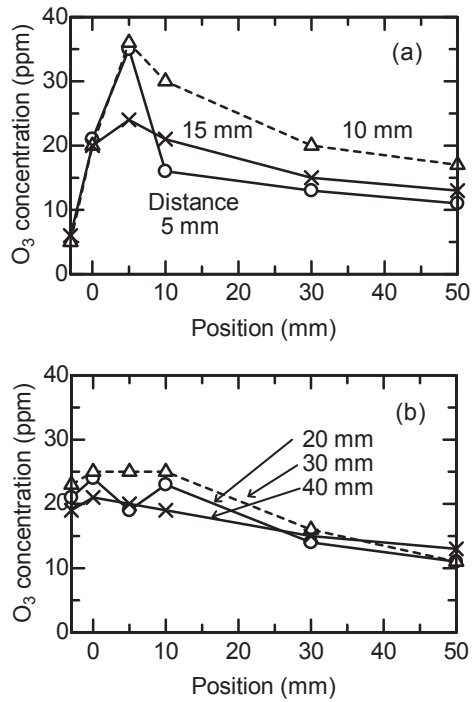 (a)
O₃ concentration (ppm)
40
30
20
10
0
15 mm
10 mm
Distance
5 mm
0 10 20 30 40 50
Position (mm)
(b)
O₃ concentration (ppm)
40
30
20
10
0
20 mm
30 mm
40 mm
0 10 20 30 40 50
Position (mm)